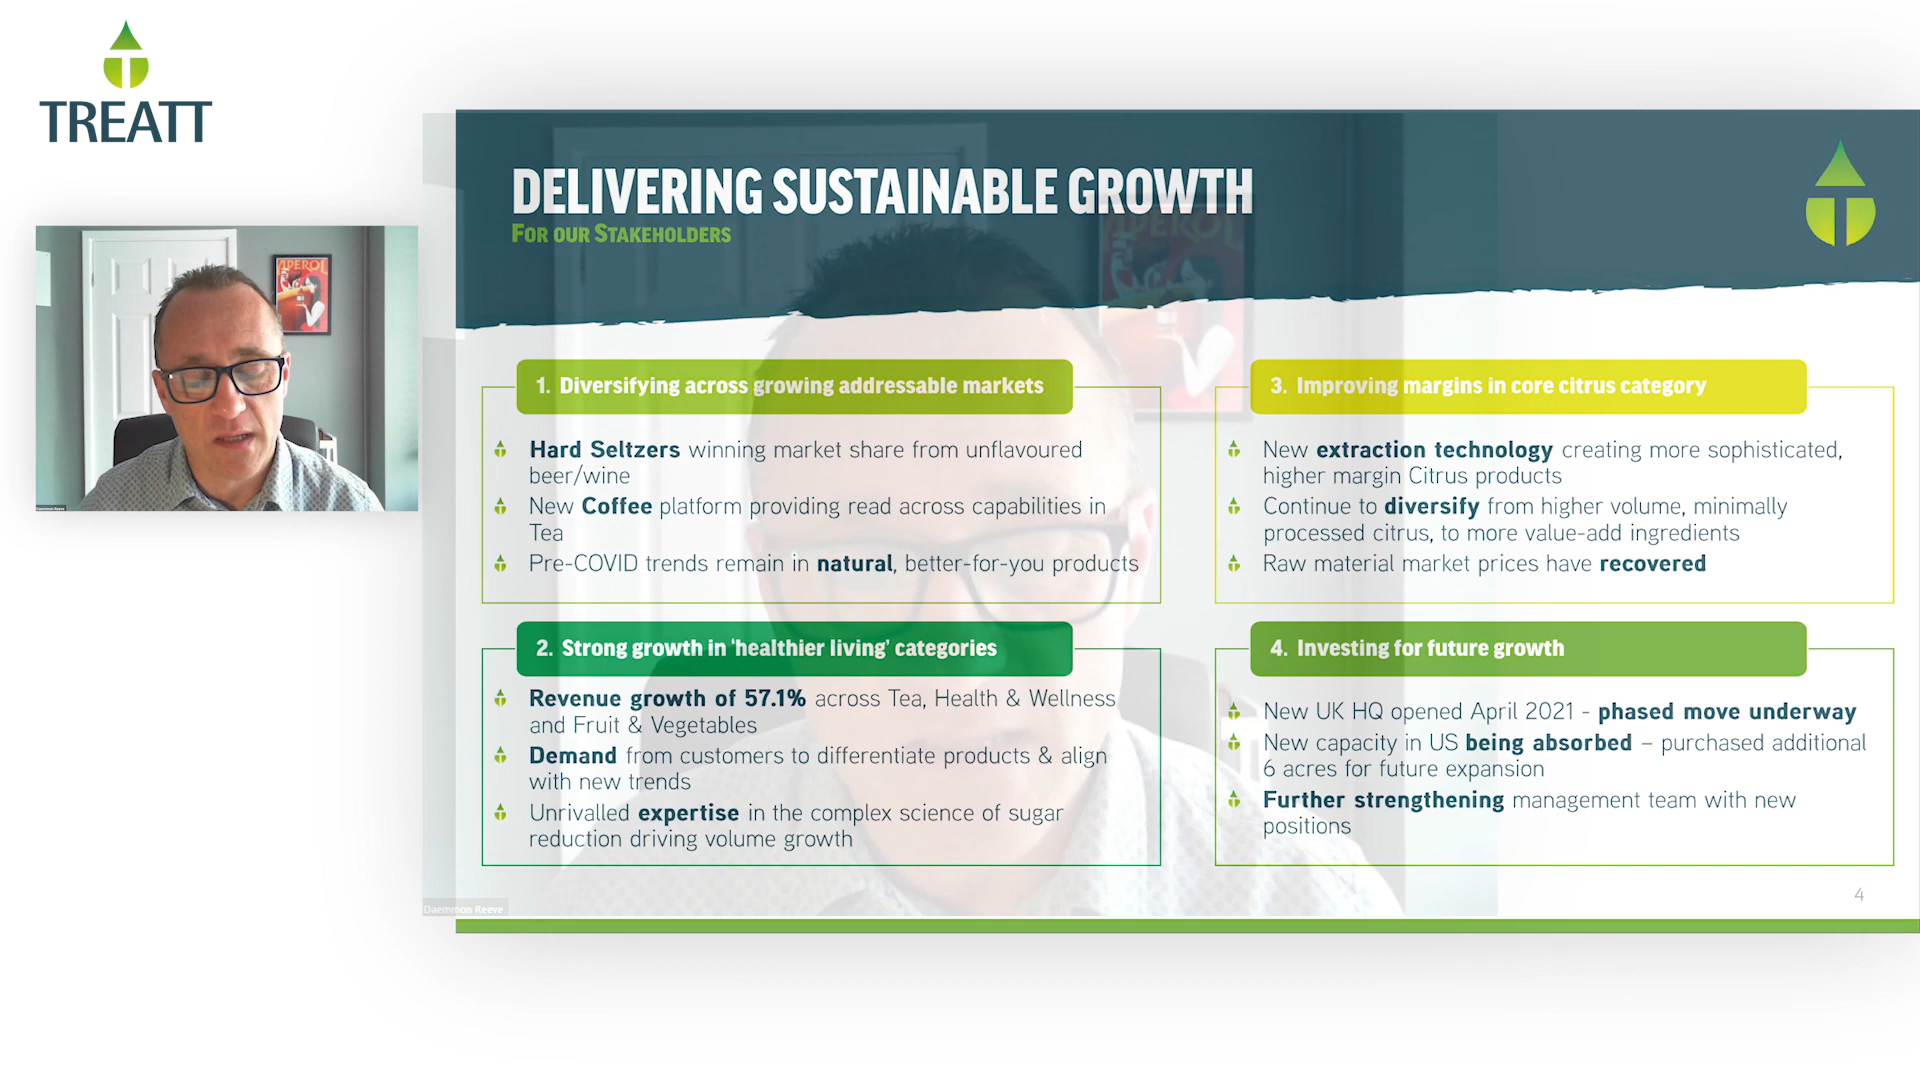 TREATT
APEROL
Daemmon Reeve
DELIVERING SUSTAINABLE GROWTH
FOR OUR STAKEHOLDERS
APEROL
1. Diversifying across growing addressable markets
Hard Seltzers winning market share from unflavoured
beer/wine
New Coffee platform providing read across capabilities in
Tea
Pre-COVID trends remain in natural, better-for-you products
2. Strong growth in ‘healthier living’ categories
Revenue growth of 57.1% across Tea, Health & Wellness
and Fruit & Vegetables
Demand from customers to differentiate products & align
with new trends
Unrivalled expertise in the complex science of sugar
reduction driving volume growth
3. Improving margins in core citrus category
New extraction technology creating more sophisticated,
higher margin Citrus products
Continue to diversify from higher volume, minimally
processed citrus, to more value-add ingredients
Raw material market prices have recovered
4. Investing for future growth
New UK HQ opened April 2021 - phased move underway
New capacity in US being absorbed – purchased additional
6 acres for future expansion
Further strengthening management team with new
positions
4
Daemmon Reeve